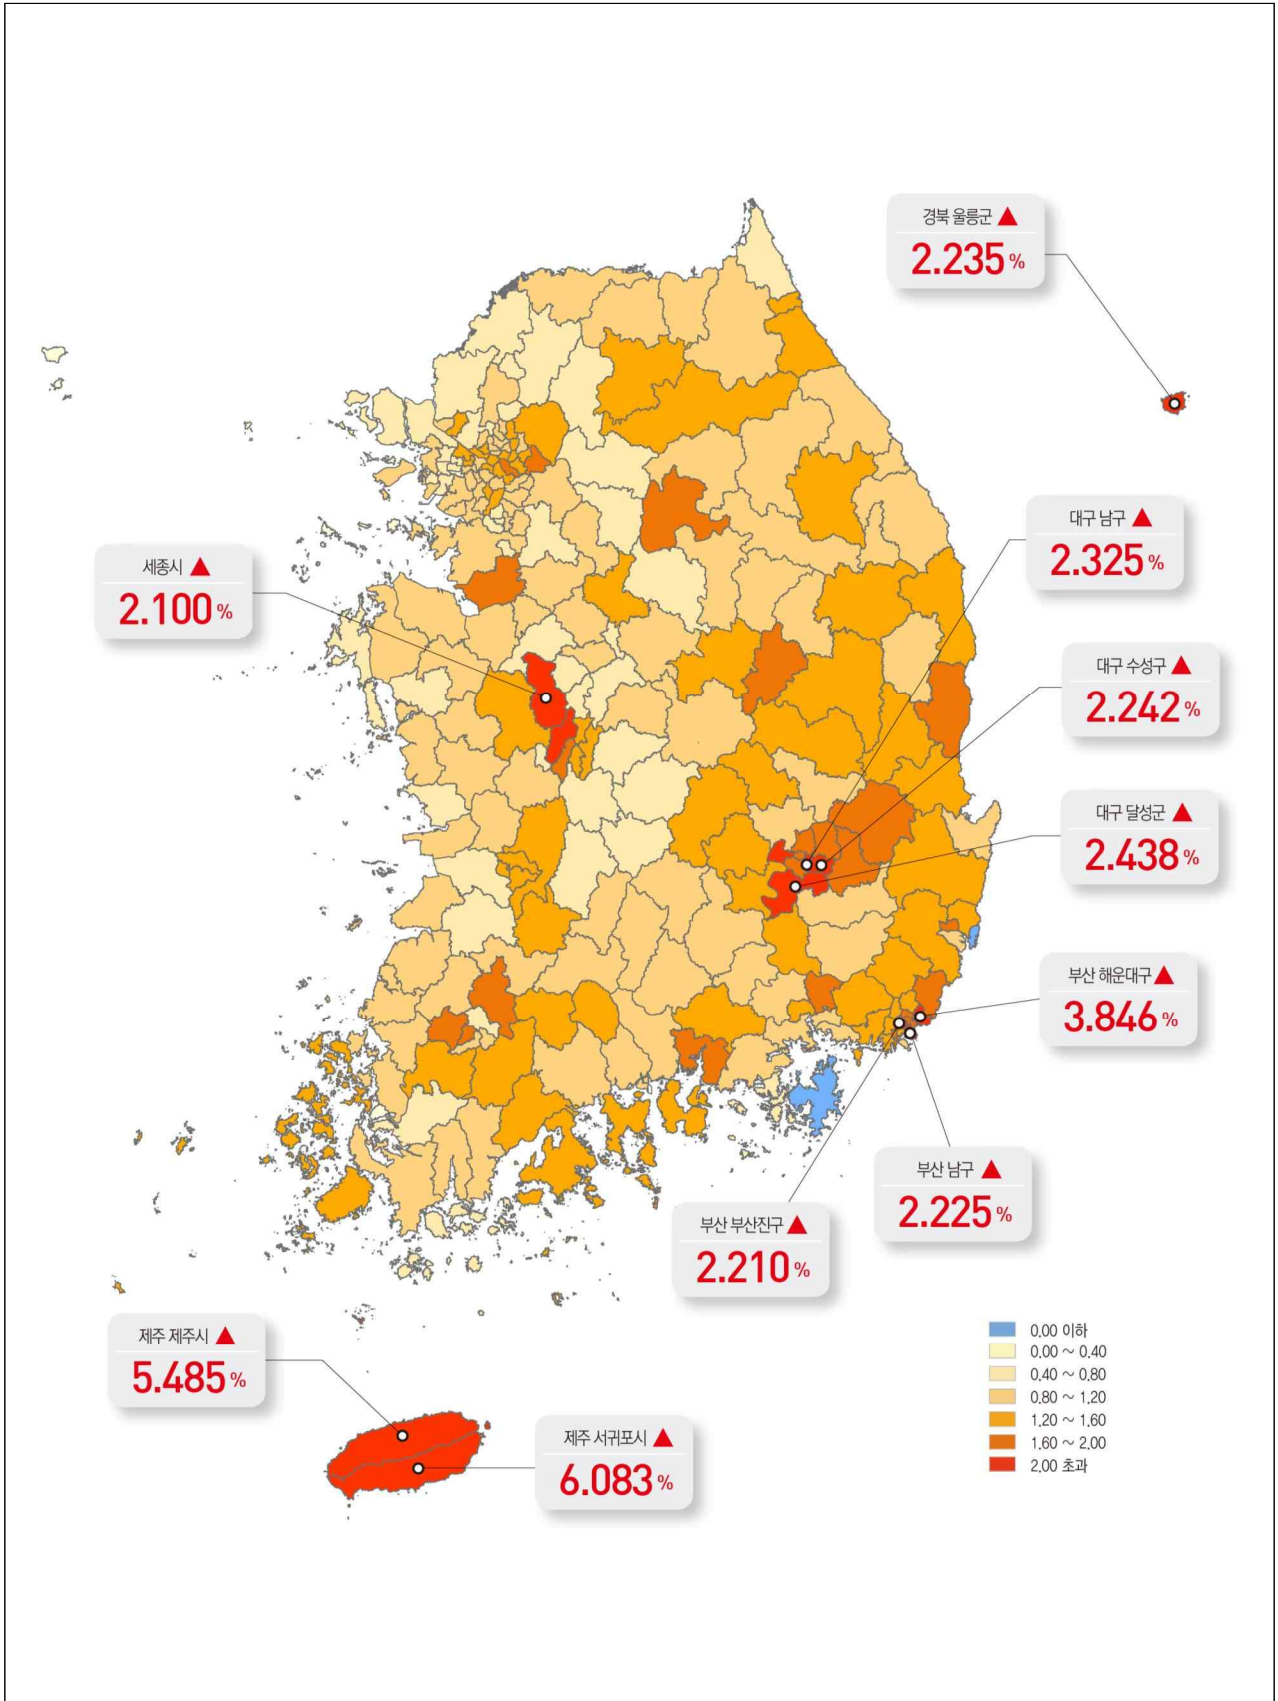 경북 울릉군 ▲
2.235 %
대구 남구 ▲
2.325 %
세종시 ▲
2.100 %
대구 수성구 ▲
2.242 %
대구 달성군 ▲
2.438 %
부산 해운대구 ▲
3.846 %
부산 남구 ▲
2.225 %
부산 부산진구 ▲
2.210 %
제주 제주시 ▲
5.485 %
제주 서귀포시 ▲
6.083 %
0.00 이하
0.00 ~ 0.40
0.40 ~ 0.80
0.80 ~ 1.20
1.20 ~ 1.60
1.60 ~ 2.00
2.00 초과